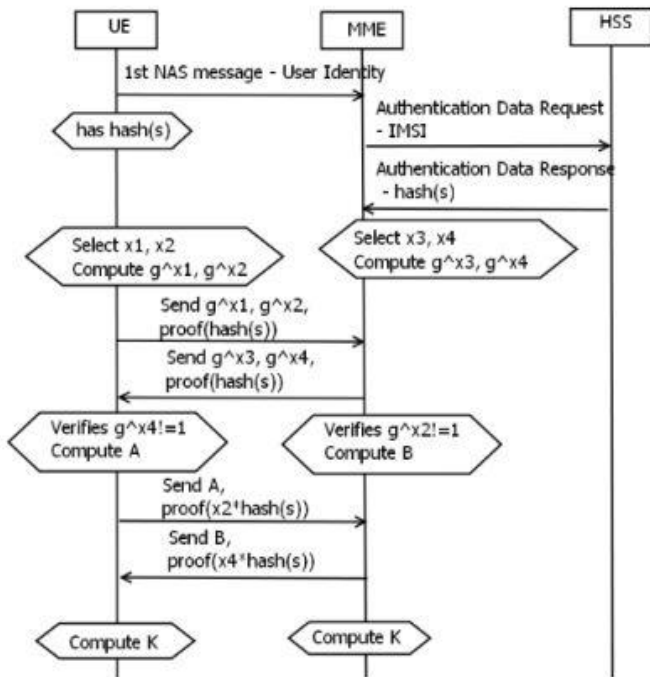 UE
MME
HSS
1st NAS message - User Identity
has hash(s)
Authentication Data Request
- IMSI
Authentication Data Response
- hash(s)
Select x1, x2
Compute g^x1, g^x2
Select x3, x4
Compute g^x3, g^x4
Send g^x1, g^x2,
proof(hash(s))
Send g^x3, g^x4,
proof(hash(s))
Verifies g^x4!=1
Compute A
Verifies g^x2!=1
Compute B
Send A,
proof(x2*hash(s))
Send B,
proof(x4*hash(s))
Compute K
Compute K